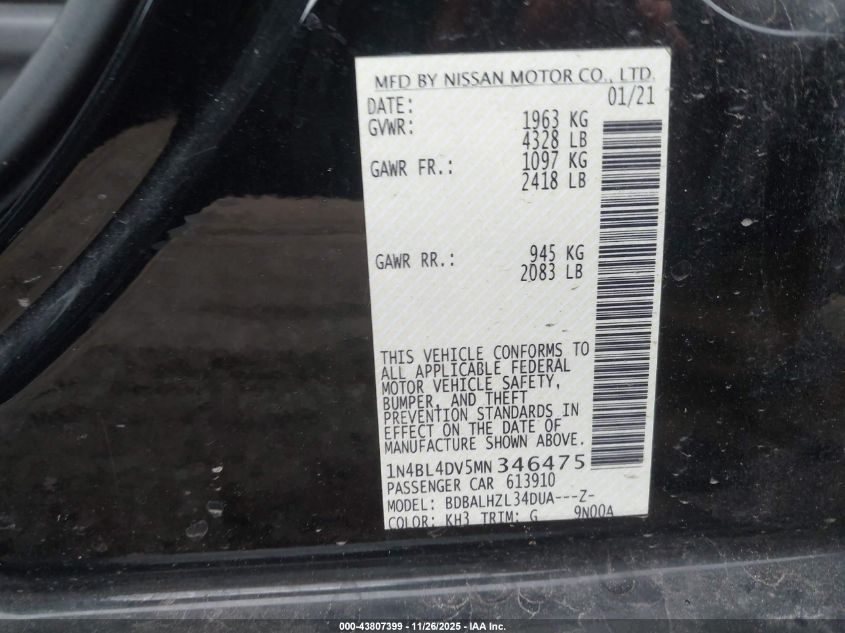 MFD BY NISSAN MOTOR CO., LTD.
DATE: 01/21
GVWR: 1963 KG
4328 LB
GAWR FR.: 1097 KG
2418 LB
GAWR RR.: 945 KG
2083 LB
THIS VEHICLE CONFORMS TO
ALL APPLICABLE FEDERAL
MOTOR VEHICLE SAFETY,
BUMPER, AND THEFT
PREVENTION STANDARDS IN
EFFECT ON THE DATE OF
MANUFACTURE SHOWN ABOVE.
1N4BL4DV5MN346475
PASSENGER CAR 613910
MODEL: BDBALHZL34DUA---Z-
COLOR: KH3 TRIM: G 9N00A
000-43807399 - 11/26/2025 - IAA Inc.